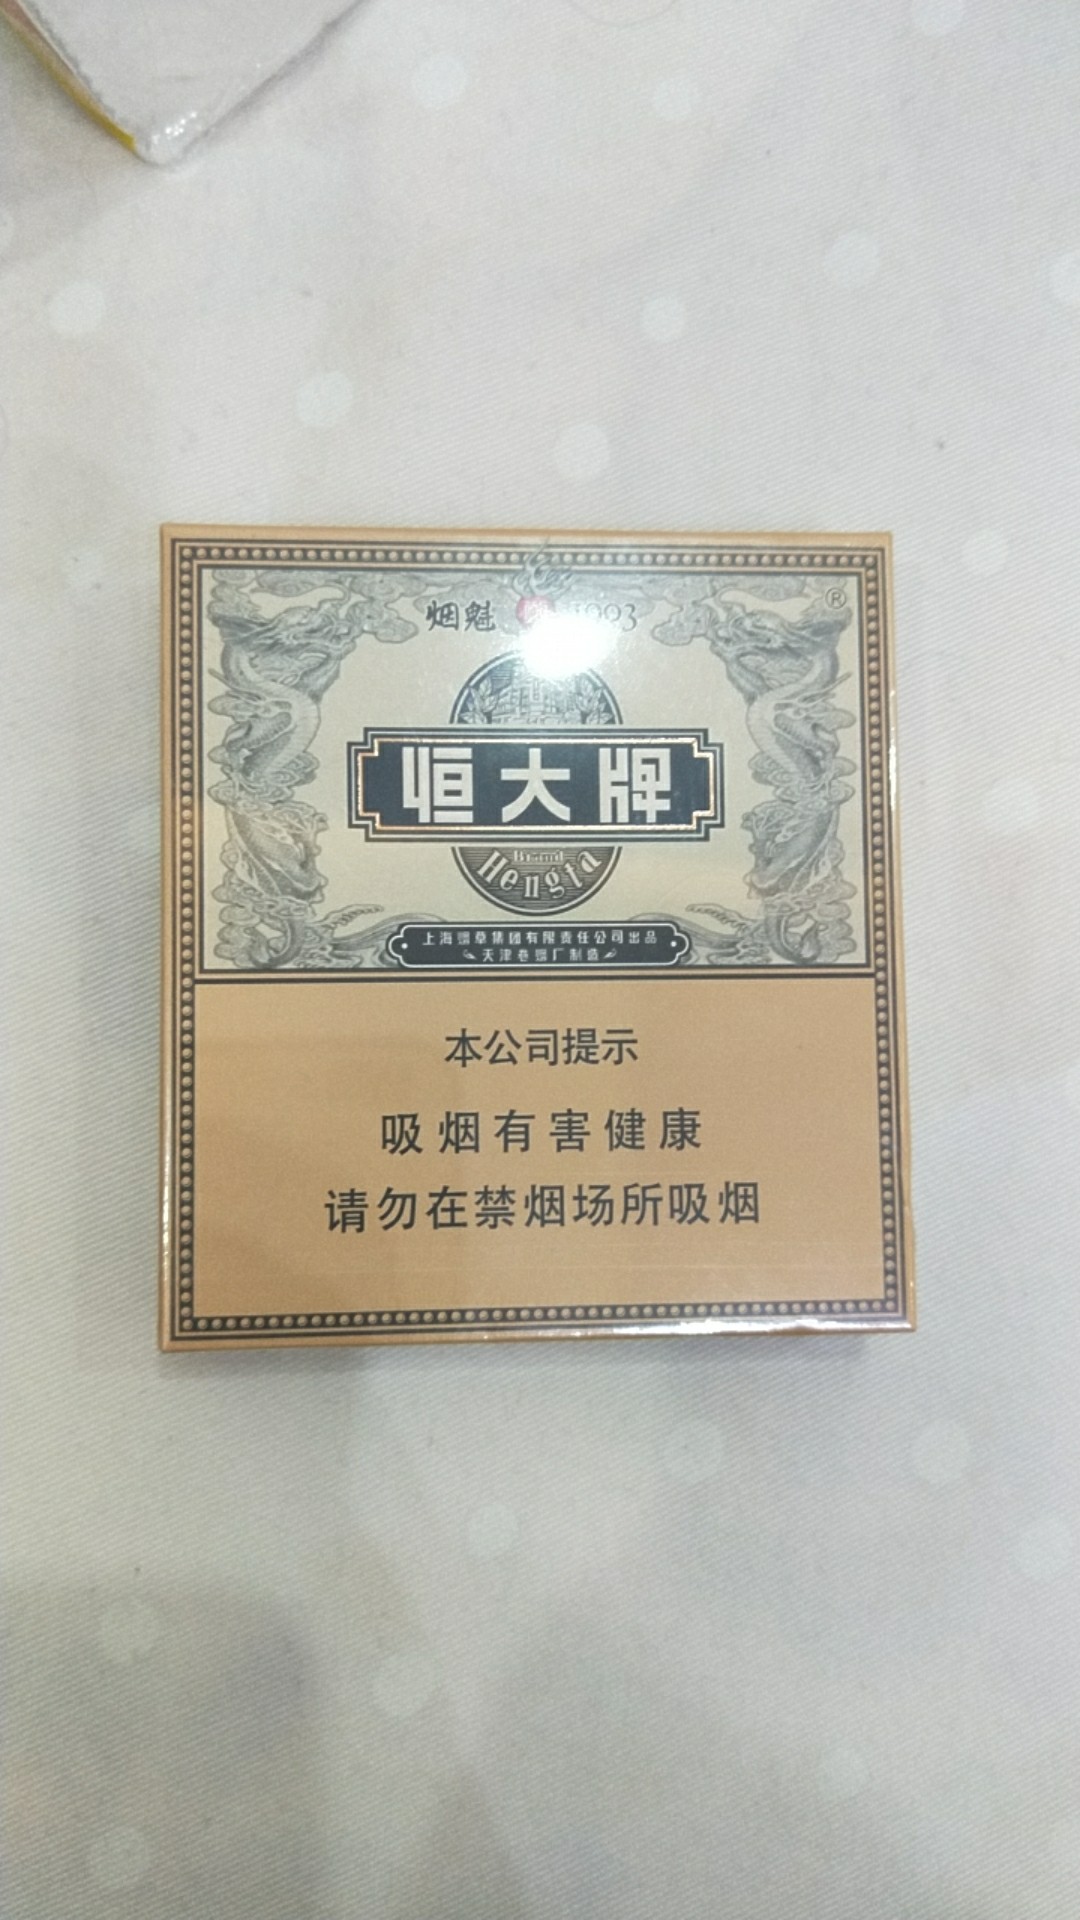 烟魁 1903
®
恒大牌
Brand
Hengta
上海烟草集团有限责任公司出品
天津卷烟厂制造
本公司提示
吸烟有害健康
请勿在禁烟场所吸烟